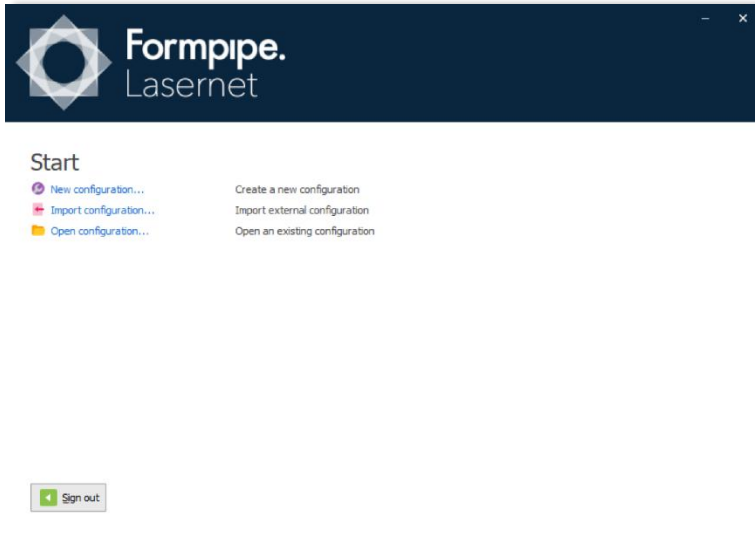 Formpipe.
Lasernet
Start
New configuration... Create a new configuration
Import configuration... Import external configuration
Open configuration... Open an existing configuration
Sign out